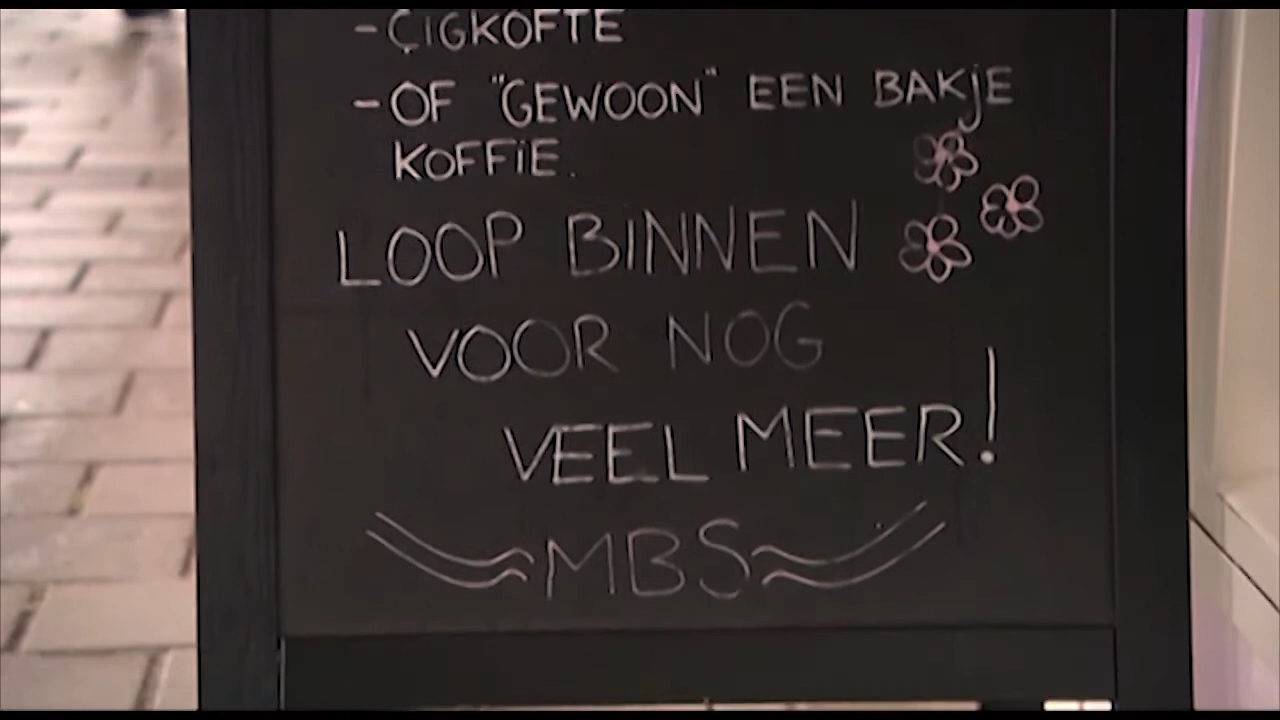 - ÇIGKOFTE
- OF "GEWOON" EEN BAKjE
KOFFiE.
LOOP BINNEN
VOOR NOG
VEEL MEER!
MBS